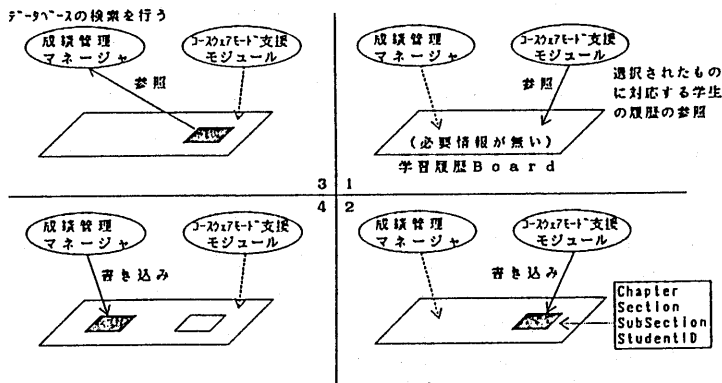 データベースの検索を行う
成績管理
マネージャ
コースウェアモード支援
モジュール
参照
3
成績管理
マネージャ
コースウェアモード支援
モジュール
参照
選択されたもの
に対応する学生
の履歴の参照
(必要情報が無い)
学習履歴Board
1
4
成績管理
マネージャ
コースウェアモード支援
モジュール
書き込み
2
成績管理
マネージャ
コースウェアモード支援
モジュール
書き込み
Chapter
Section
SubSection
StudentID